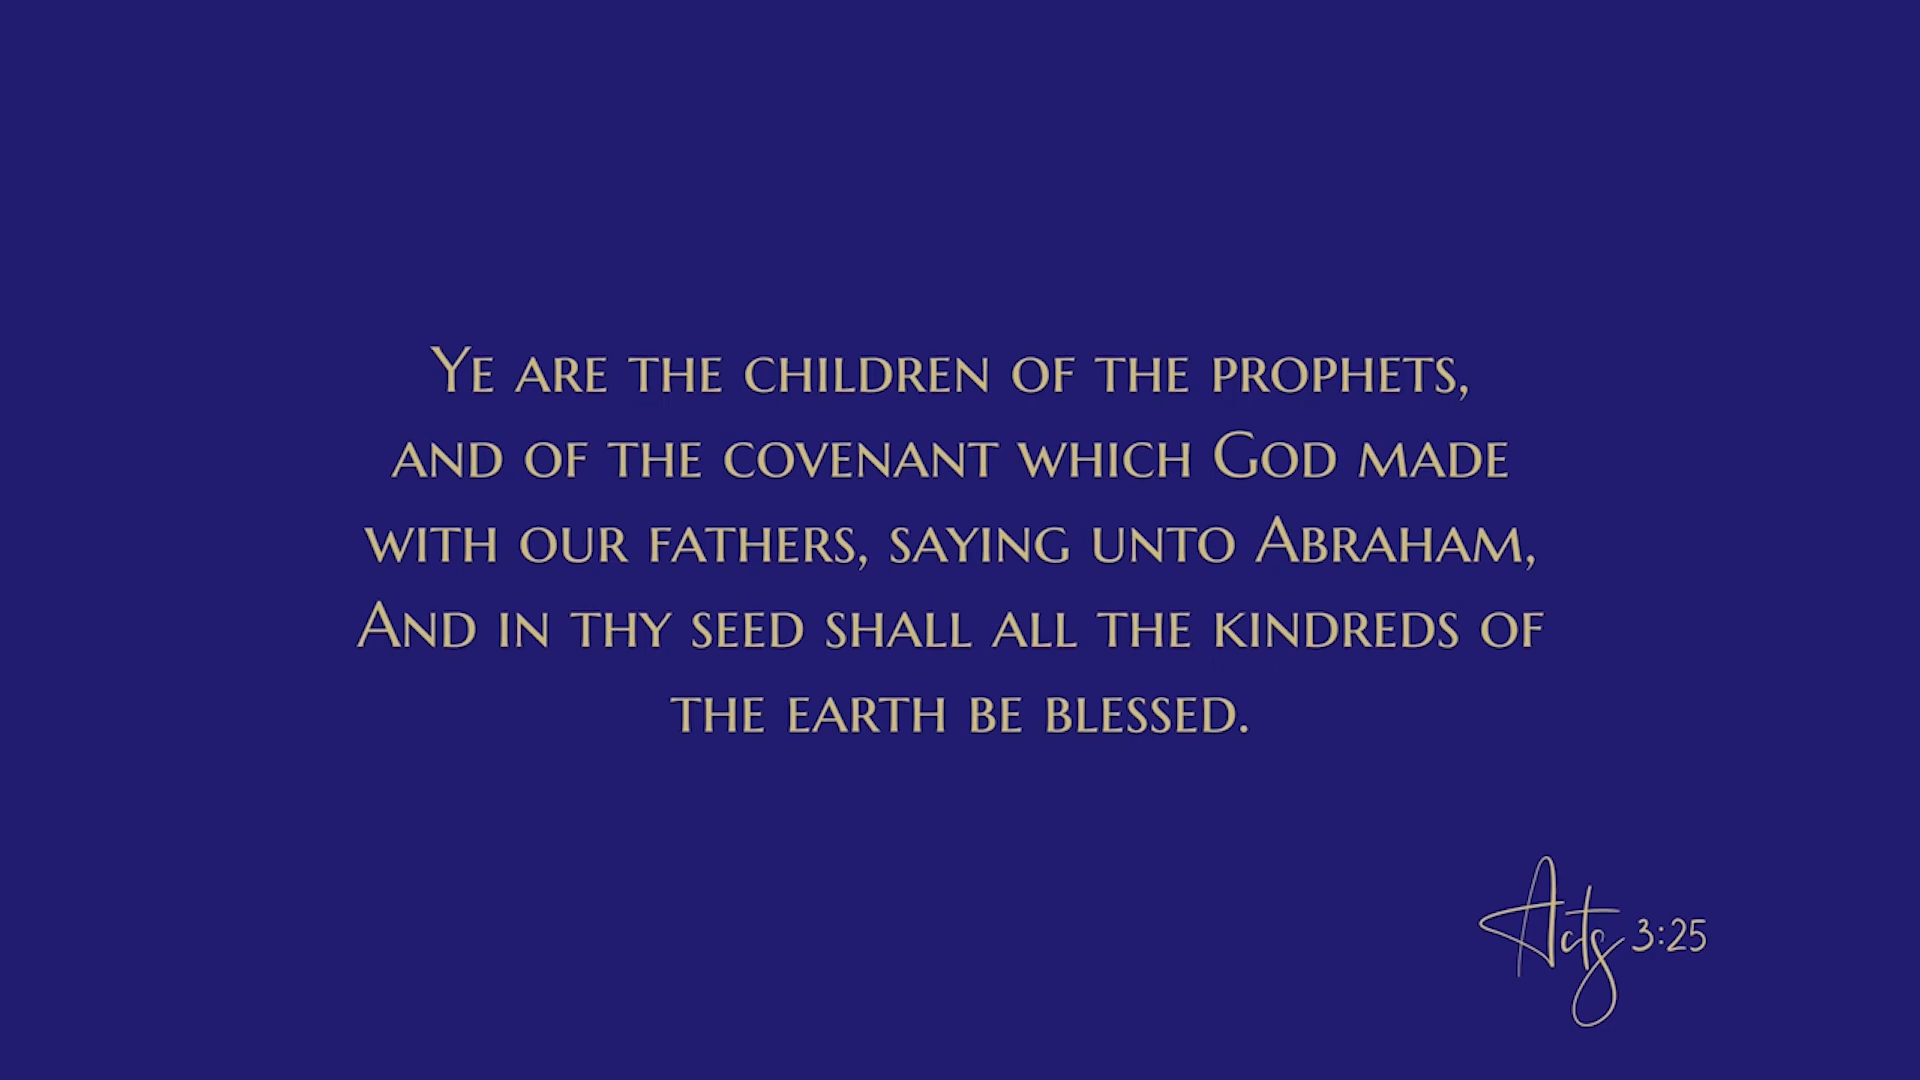 Ye are the children of the prophets,
and of the covenant which God made
with our fathers, saying unto Abraham,
And in thy seed shall all the kindreds of
the earth be blessed.
Acts 3:25